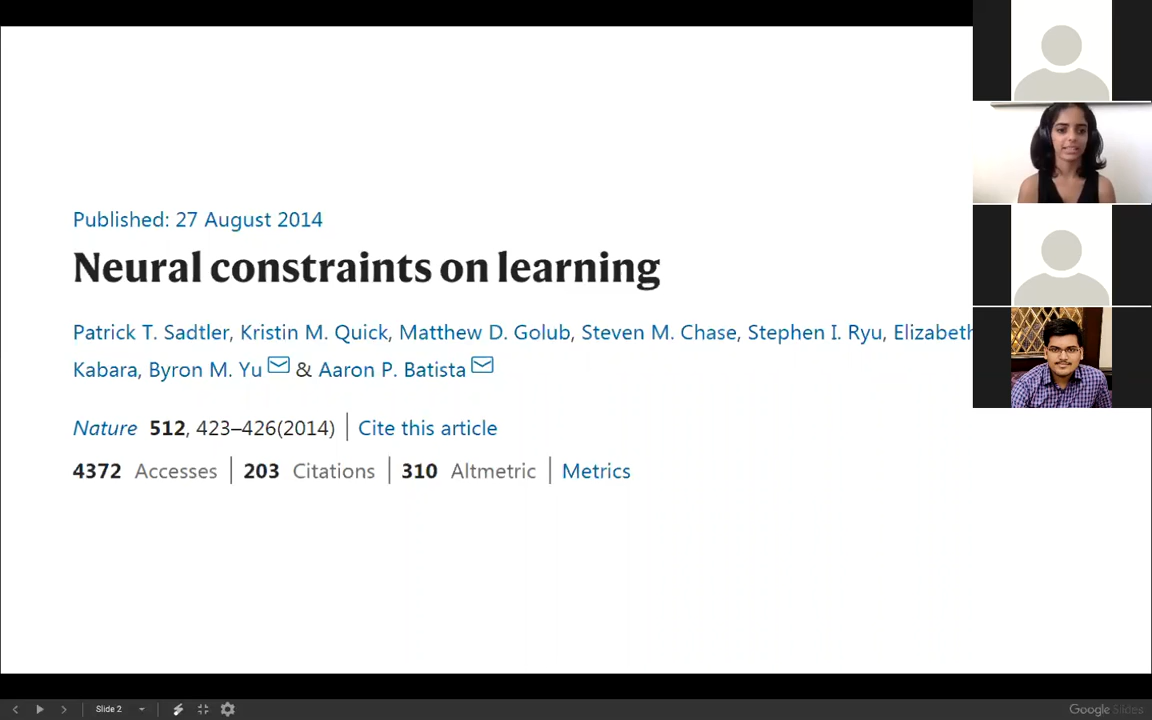 Published: 27 August 2014
Neural constraints on learning
Patrick T. Sadtler, Kristin M. Quick, Matthew D. Golub, Steven M. Chase, Stephen I. Ryu, Elizabeth
Kabara, Byron M. Yu & Aaron P. Batista
Nature 512, 423–426(2014) | Cite this article
4372 Accesses | 203 Citations | 310 Altmetric | Metrics
Slide 2
Google Slides